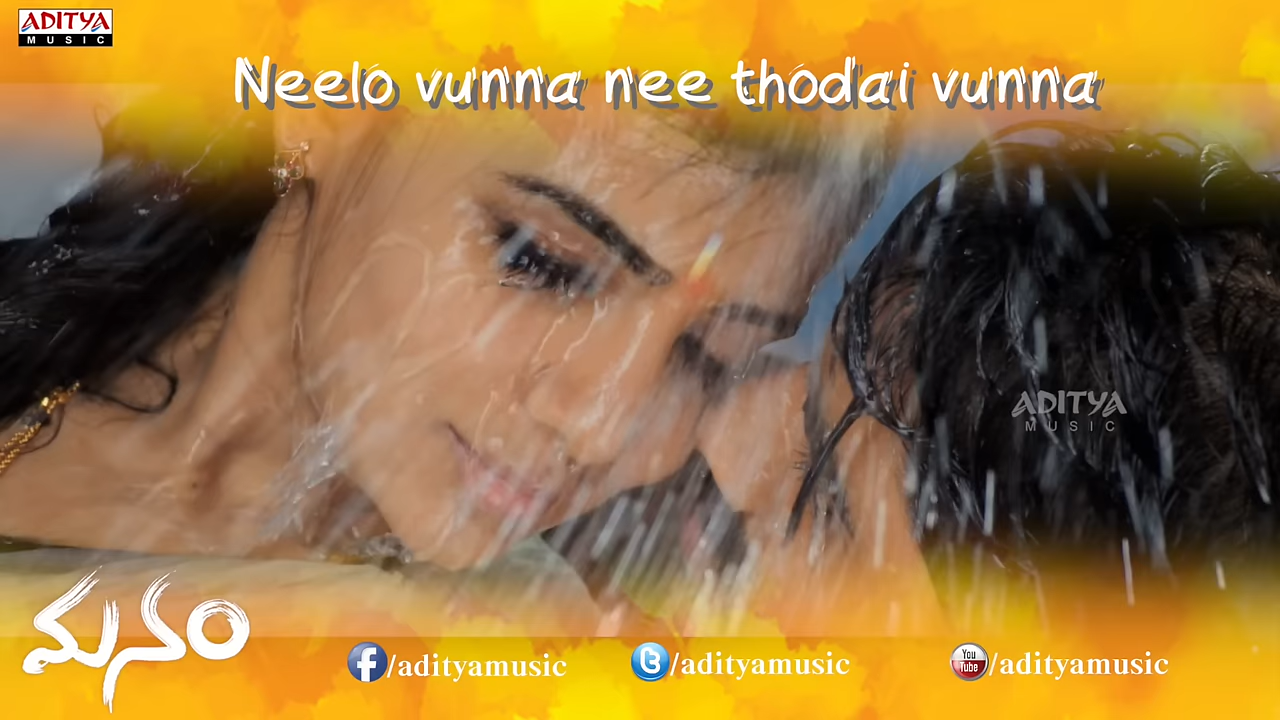 ADITYA
MUSIC
Neelo vunna nee thodai vunna
ADITYA
MUSIC
మనం
/adityamusic
/adityamusic
You
Tube
/adityamusic